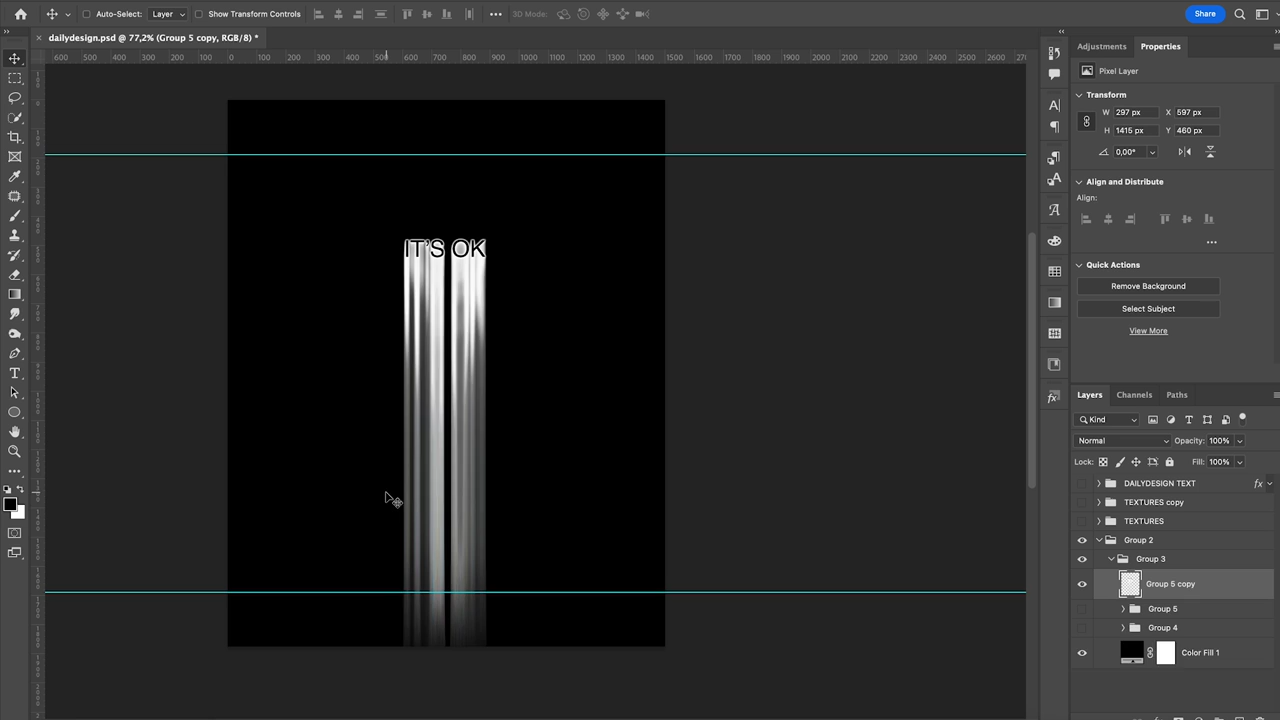 Auto-Select: Layer Show Transform Controls 3D Mode: Share
dailydesign.psd @ 77,2% (Group 5 copy, RGB/8) *
600 500 400 300 200 100 0 100 200 300 400 500 600 700 800 900 1000 1100 1200 1300 1400 1500 1600 1700 1800 1900 2000 2100 2200 2300 2400 2500 2600
IT'S OK
Adjustments Properties
Pixel Layer
Transform
W 297 px X 597 px
H 1415 px Y 460 px
0,00°
Align and Distribute
Align:
Quick Actions
Remove Background
Select Subject
View More
Layers Channels Paths
Kind
Normal Opacity: 100%
Lock: Fill: 100%
DAILYDESIGN TEXT fx
TEXTURES copy
TEXTURES
Group 2
Group 3
Group 5 copy
Group 5
Group 4
Color Fill 1